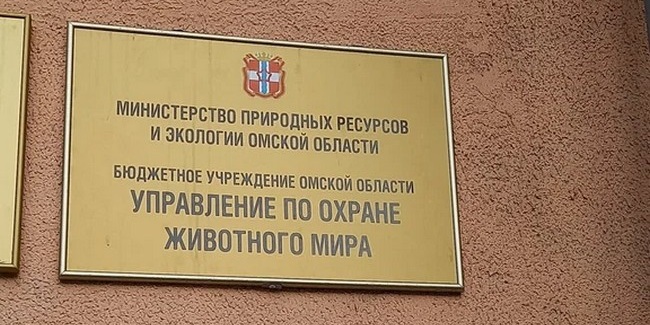 МИНИСТЕРСТВО ПРИРОДНЫХ РЕСУРСОВ
И ЭКОЛОГИИ ОМСКОЙ ОБЛАСТИ
БЮДЖЕТНОЕ УЧРЕЖДЕНИЕ ОМСКОЙ ОБЛАСТИ
УПРАВЛЕНИЕ ПО ОХРАНЕ
ЖИВОТНОГО МИРА